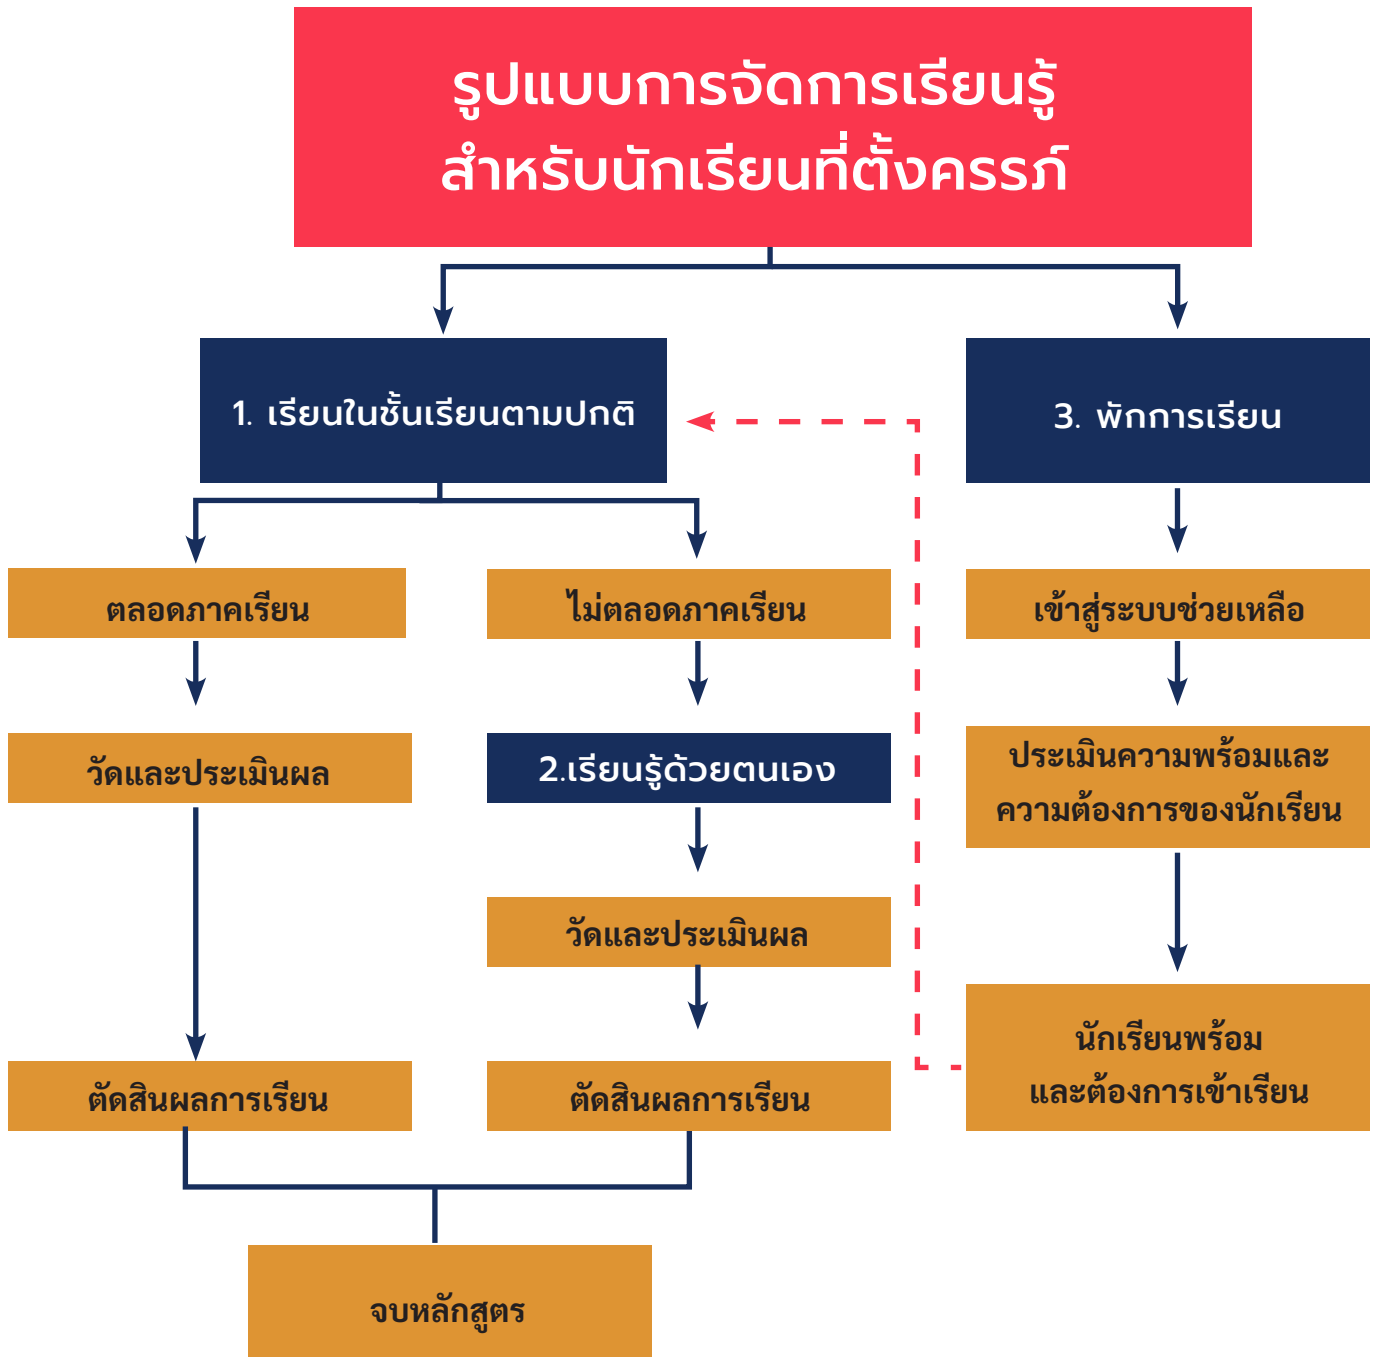 รูปแบบการจัดการเรียนรู้
สำหรับนักเรียนที่ตั้งครรภ์
1. เรียนในชั้นเรียนตามปกติ
3. พักการเรียน
ตลอดภาคเรียน
ไม่ตลอดภาคเรียน
เข้าสู่ระบบช่วยเหลือ
วัดและประเมินผล
2.เรียนรู้ด้วยตนเอง
ประเมินความพร้อมและ
ความต้องการของนักเรียน
วัดและประเมินผล
นักเรียนพร้อม
และต้องการเข้าเรียน
ตัดสินผลการเรียน
ตัดสินผลการเรียน
จบหลักสูตร